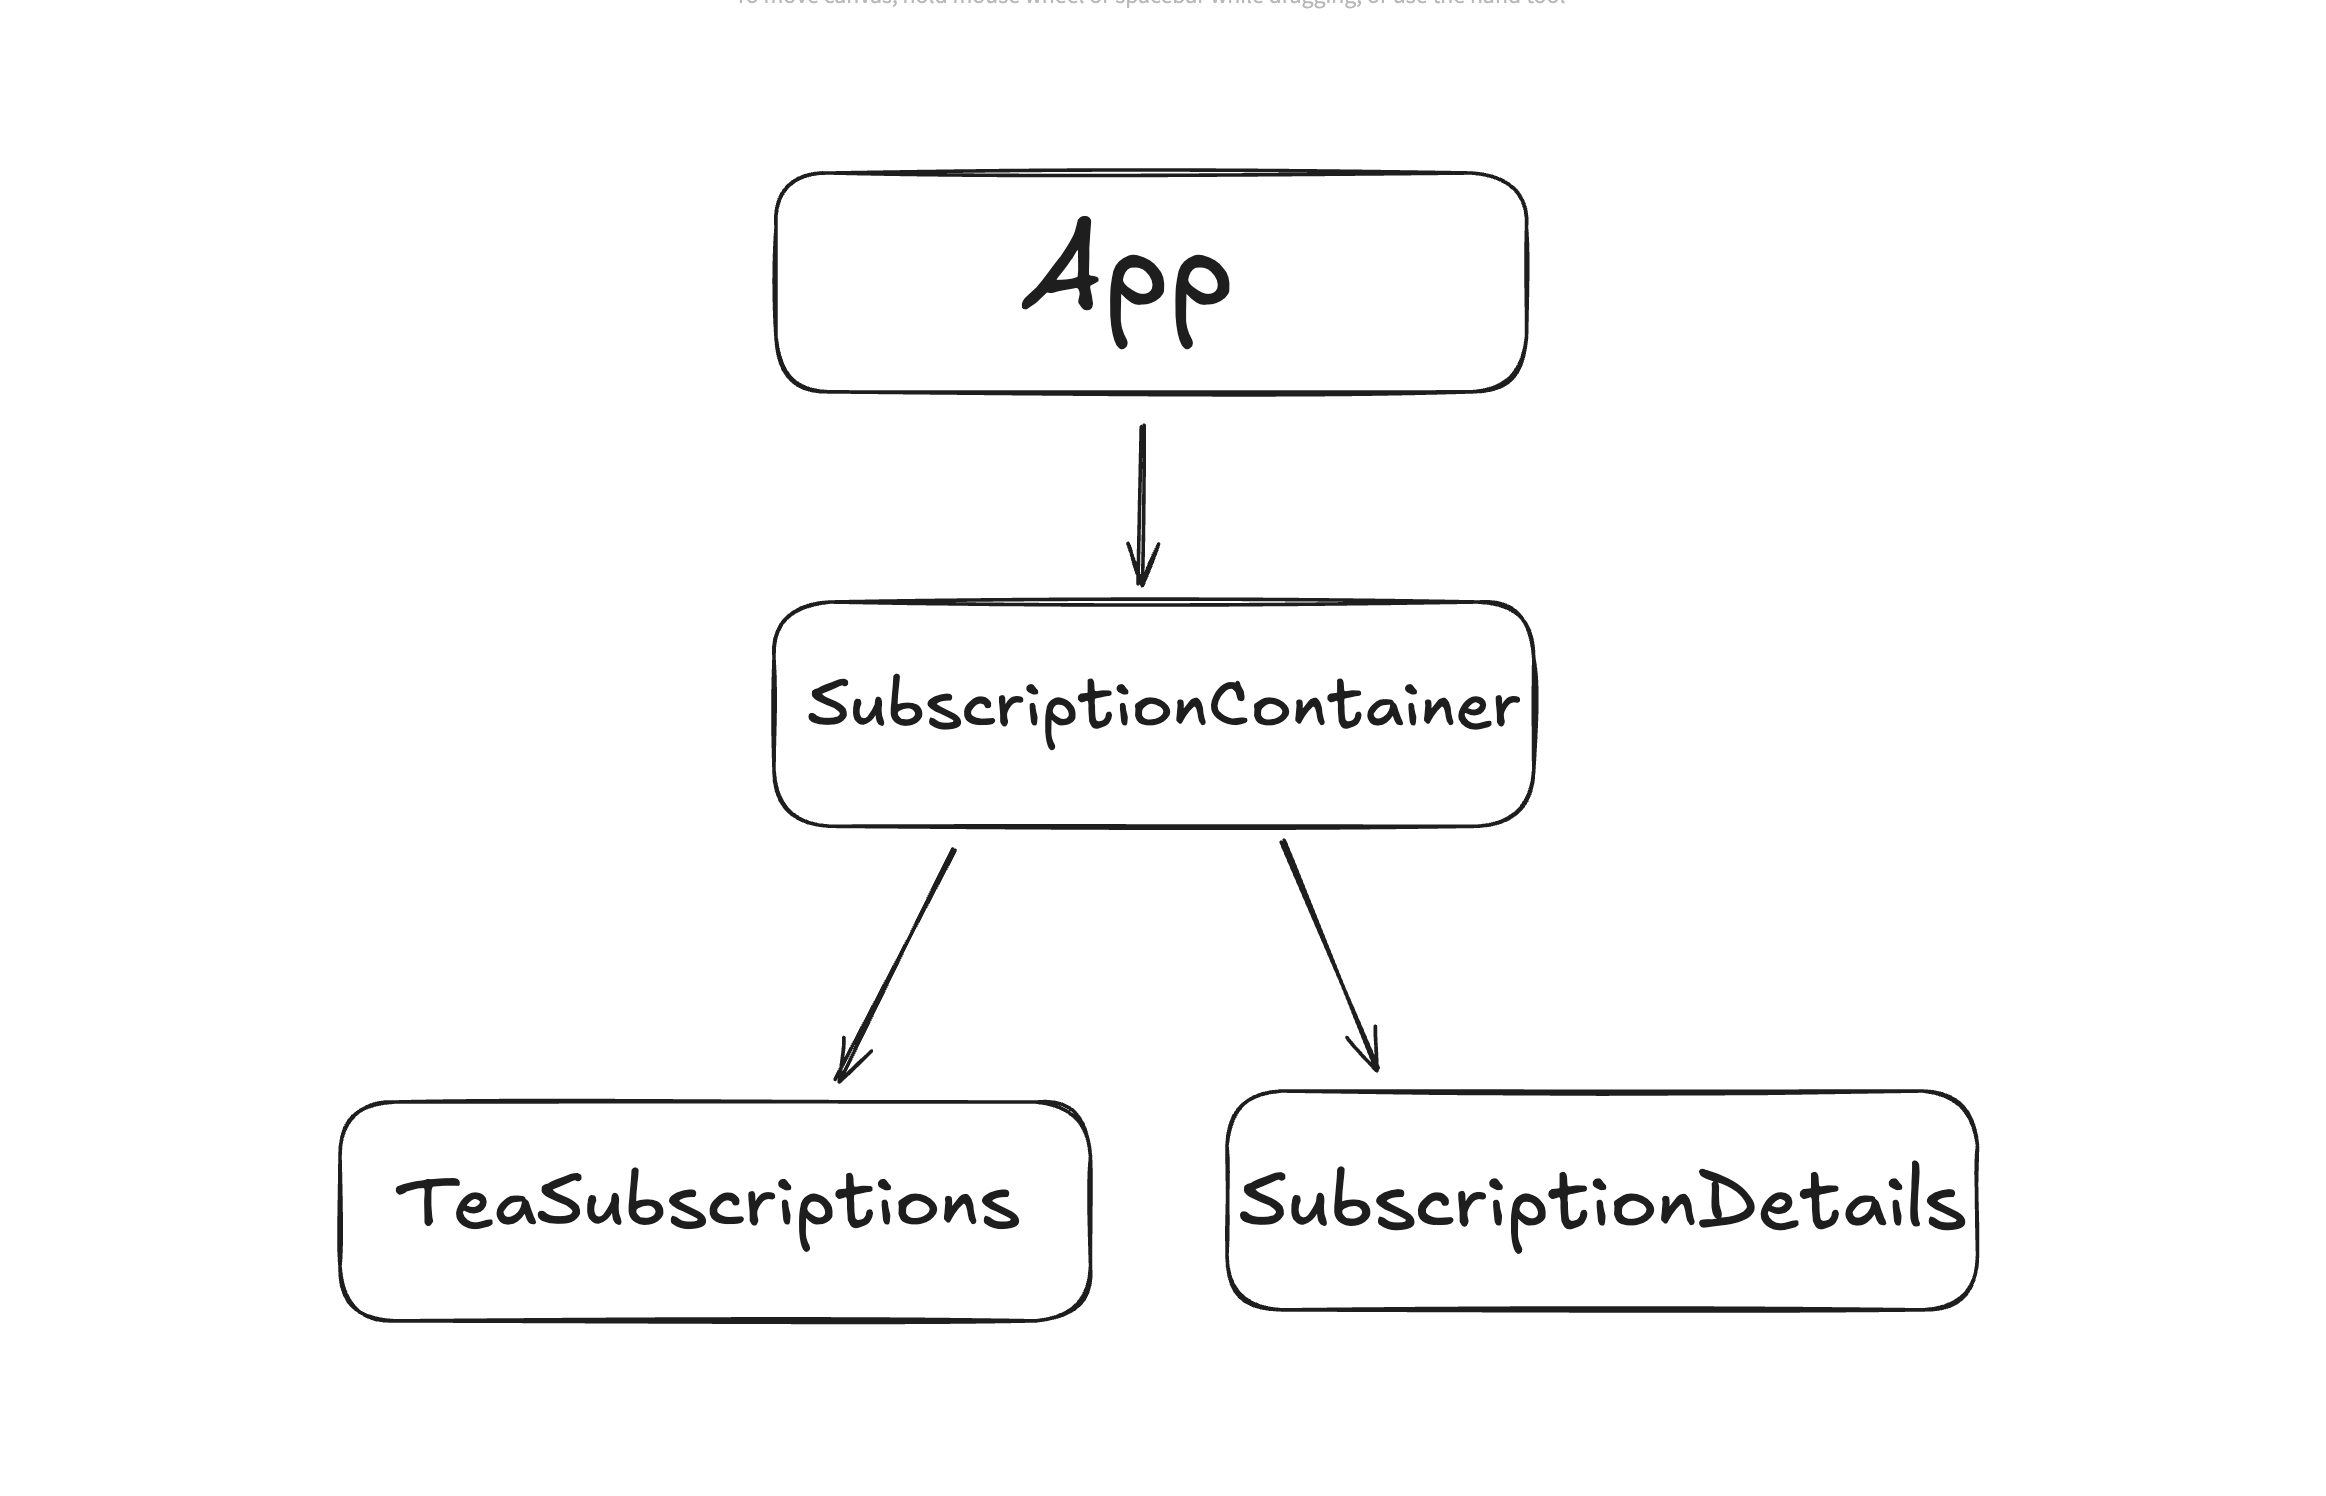 To move canvas, hold mouse wheel or spacebar while dragging, or use the hand tool
App
SubscriptionContainer
TeaSubscriptions
SubscriptionDetails